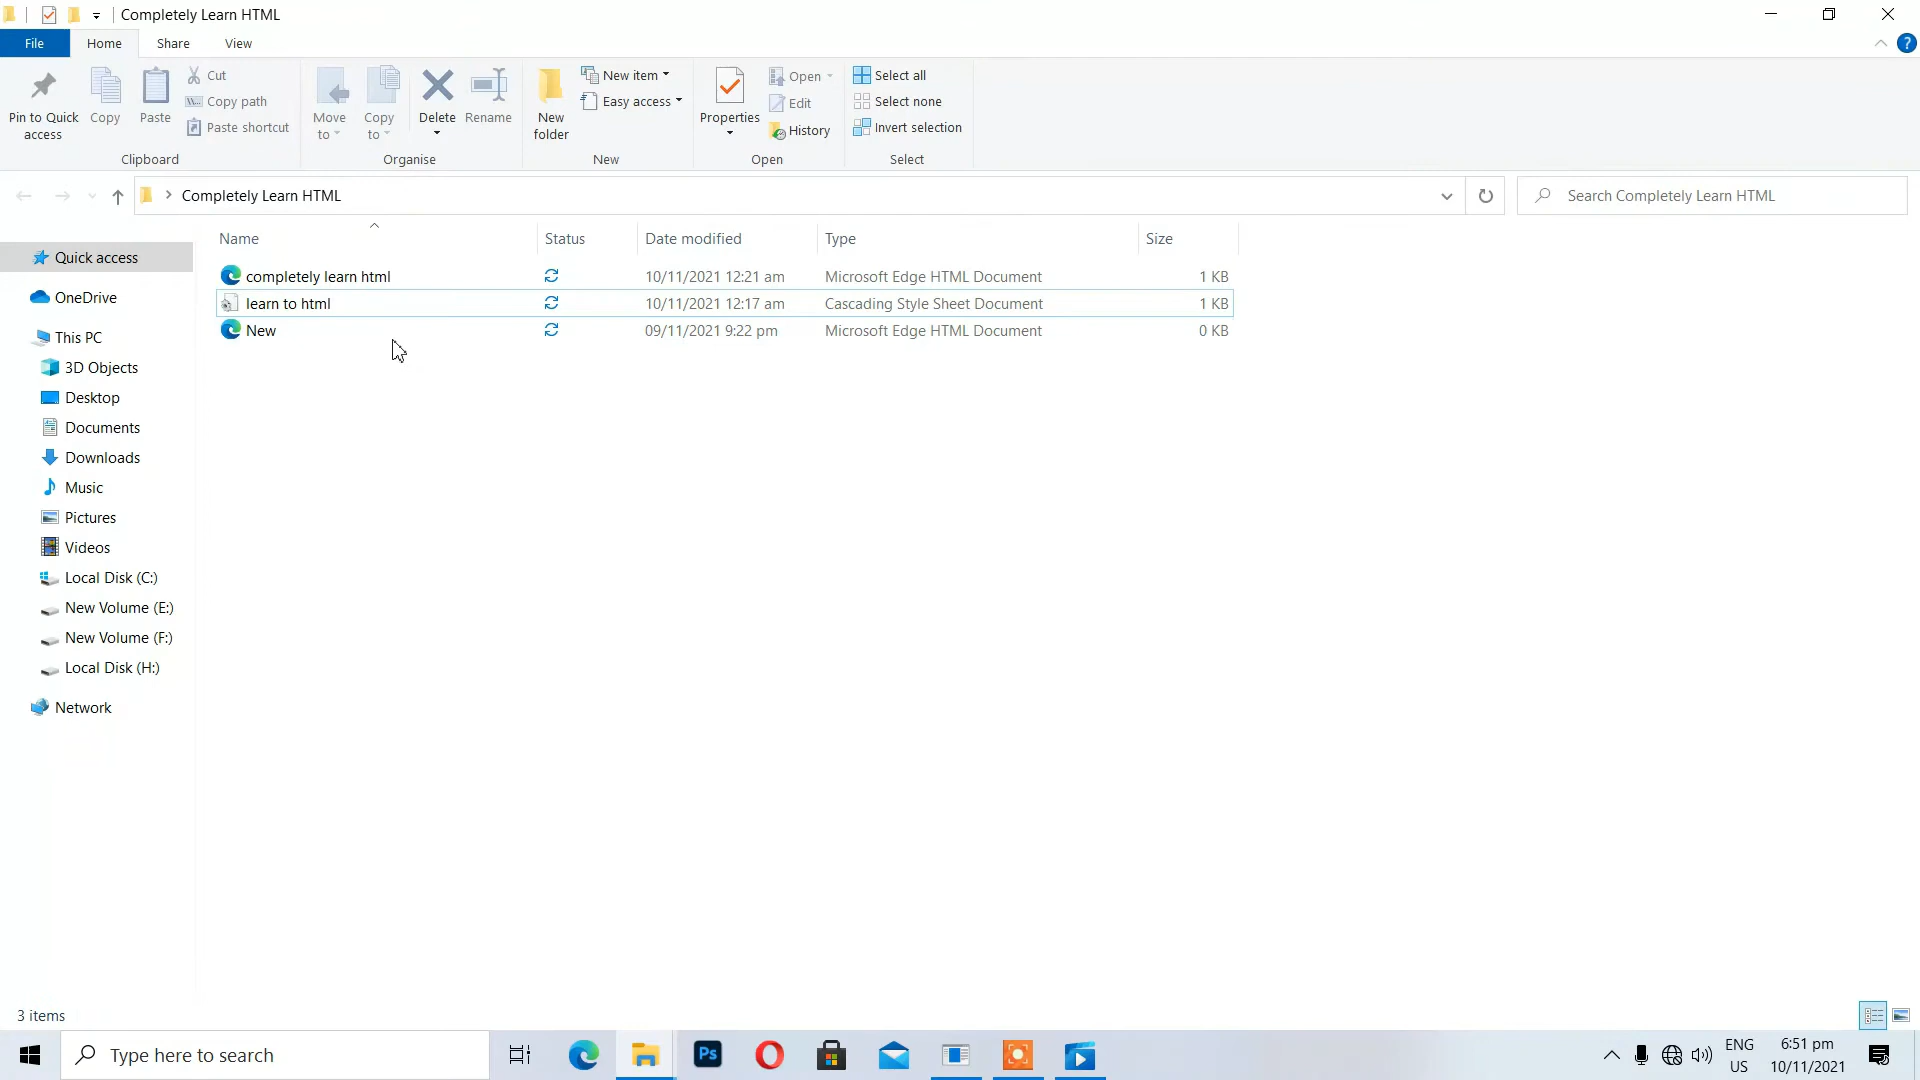 Completely Learn HTML
File Home Share View ?
Pin to Quick access
Copy
Paste
Cut
Copy path
Paste shortcut
Clipboard
Move to
Copy to
Delete
Rename
Organise
New folder
New item
Easy access
New
Properties
Open
Edit
History
Open
Select all
Select none
Invert selection
Select
Completely Learn HTML
Search Completely Learn HTML
Name Status Date modified Type Size
completely learn html 10/11/2021 12:21 am Microsoft Edge HTML Document 1 KB
learn to html 10/11/2021 12:17 am Cascading Style Sheet Document 1 KB
New 09/11/2021 9:22 pm Microsoft Edge HTML Document 0 KB
Quick access
OneDrive
This PC
3D Objects
Desktop
Documents
Downloads
Music
Pictures
Videos
Local Disk (C:)
New Volume (E:)
New Volume (F:)
Local Disk (H:)
Network
3 items
Type here to search
Ps
ENG
US
6:51 pm
10/11/2021